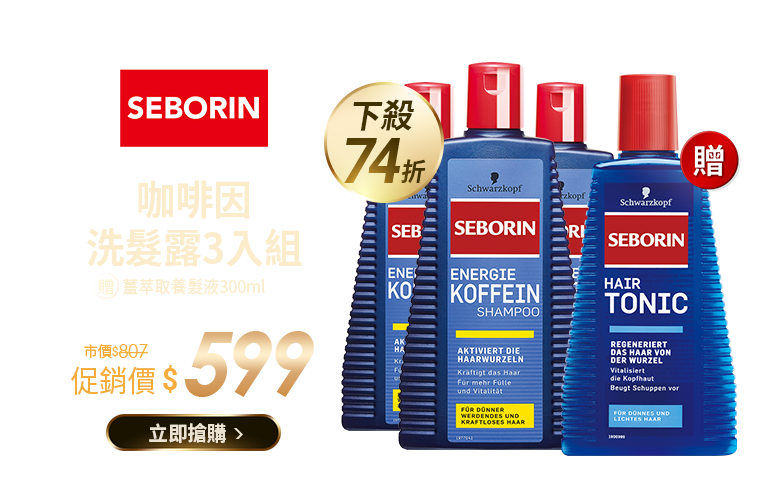 SEBORIN
咖啡因
洗髮露3入組
贈 薑萃取養髮液300ml
市價$807
促銷價$599
立即搶購 >
下殺
74折
贈
Schwarzkopf
SEBORIN
ENERGIE
KOFFEIN
SHAMPOO
AKTIVIERT DIE
HAARWURZELN
Kräftigt das Haar
Für mehr Fülle
und Vitalität
FÜR DÜNNER
WERDENDES UND
KRAFTLOSES HAAR
Schwarzkopf
SEBORIN
HAIR
TONIC
REGENERIERT
DAS HAAR VON
DER WURZEL
Vitalisiert
die Kopfhaut
Beugt Schuppen vor
FÜR DÜNNES UND
LICHTES HAAR